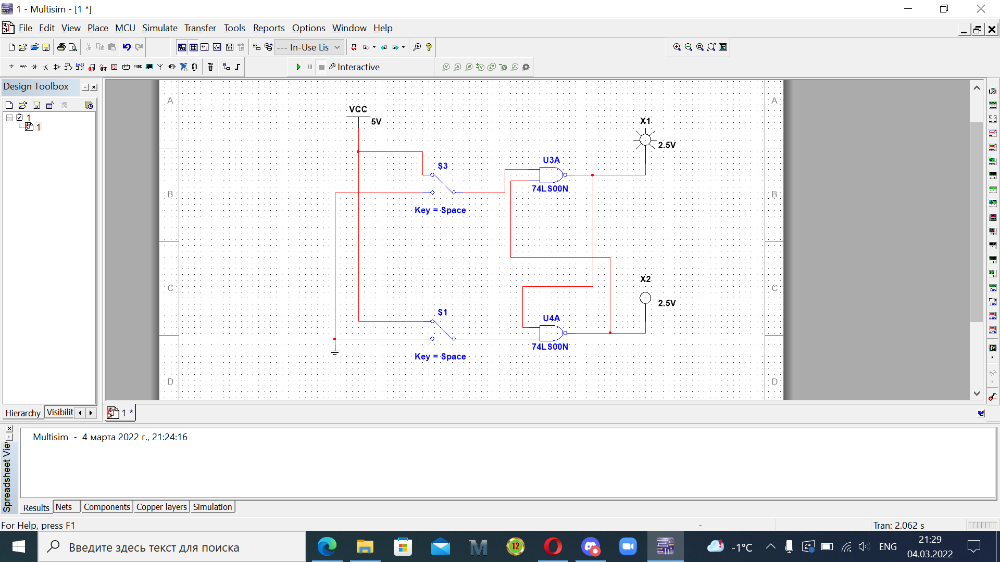 1 - Multisim - [1 *]
File Edit View Place MCU Simulate Transfer Tools Reports Options Window Help
--- In-Use Lis
Interactive
Design Toolbox
1
1
A
A
B
B
C
C
D
D
VCC
5V
X1
2.5V
S3
Key = Space
U3A
74LS00N
X2
2.5V
S1
Key = Space
U4A
74LS00N
Hierarchy Visibilit
1 *
Multisim - 4 марта 2022 г., 21:24:16
Spreadsheet Vie
Results Nets Components Copper layers Simulation
For Help, press F1
-
Tran: 2.062 s
Введите здесь текст для поиска
12
-1°C
ENG
21:29
04.03.2022